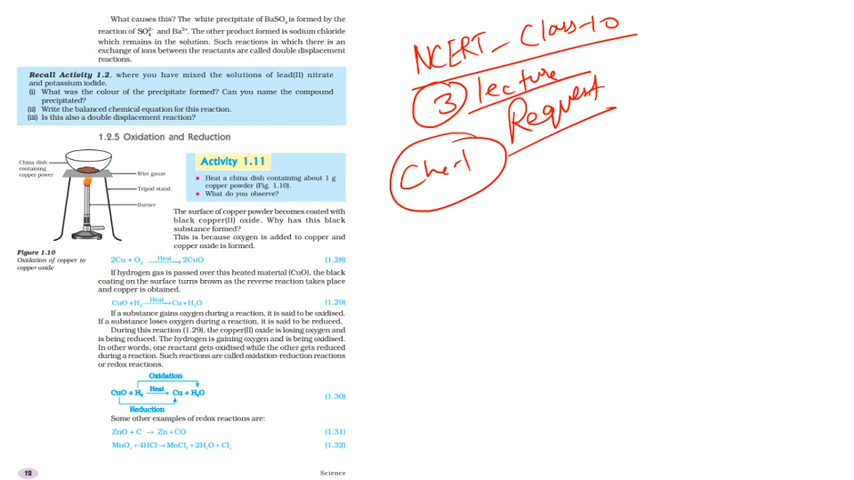 What causes this? The white precipitate of BaSO₄ is formed by the
reaction of SO₄²⁻ and Ba²⁺. The other product formed is sodium chloride
which remains in the solution. Such reactions in which there is an
exchange of ions between the reactants are called double displacement
reactions.
Recall Activity 1.2, where you have mixed the solutions of lead(II) nitrate
and potassium iodide.
(i) What was the colour of the precipitate formed? Can you name the compound
precipitated?
(ii) Write the balanced chemical equation for this reaction.
(iii) Is this also a double displacement reaction?
1.2.5 Oxidation and Reduction
China dish
containing
copper power
Wire gauze
Tripod stand
Burner
Figure 1.10
Oxidation of copper to
copper oxide
Activity 1.11
• Heat a china dish containing about 1 g
copper powder (Fig. 1.10).
• What do you observe?
The surface of copper powder becomes coated with
black copper(II) oxide. Why has this black
substance formed?
This is because oxygen is added to copper and
copper oxide is formed.
2Cu + O₂ Heat→ 2CuO (1.28)
If hydrogen gas is passed over this heated material (CuO), the black
coating on the surface turns brown as the reverse reaction takes place
and copper is obtained.
CuO + H₂ Heat→ Cu + H₂O (1.29)
If a substance gains oxygen during a reaction, it is said to be oxidised.
If a substance loses oxygen during a reaction, it is said to be reduced.
During this reaction (1.29), the copper(II) oxide is losing oxygen and
is being reduced. The hydrogen is gaining oxygen and is being oxidised.
In other words, one reactant gets oxidised while the other gets reduced
during a reaction. Such reactions are called oxidation-reduction reactions
or redox reactions.
Oxidation
CuO + H₂ Heat→ Cu + H₂O (1.30)
Reduction
Some other examples of redox reactions are:
ZnO + C → Zn + CO (1.31)
MnO₂ + 4HCl → MnCl₂ + 2H₂O + Cl₂ (1.32)
12
Science
NCERT - Class-10
3 lecture
Request